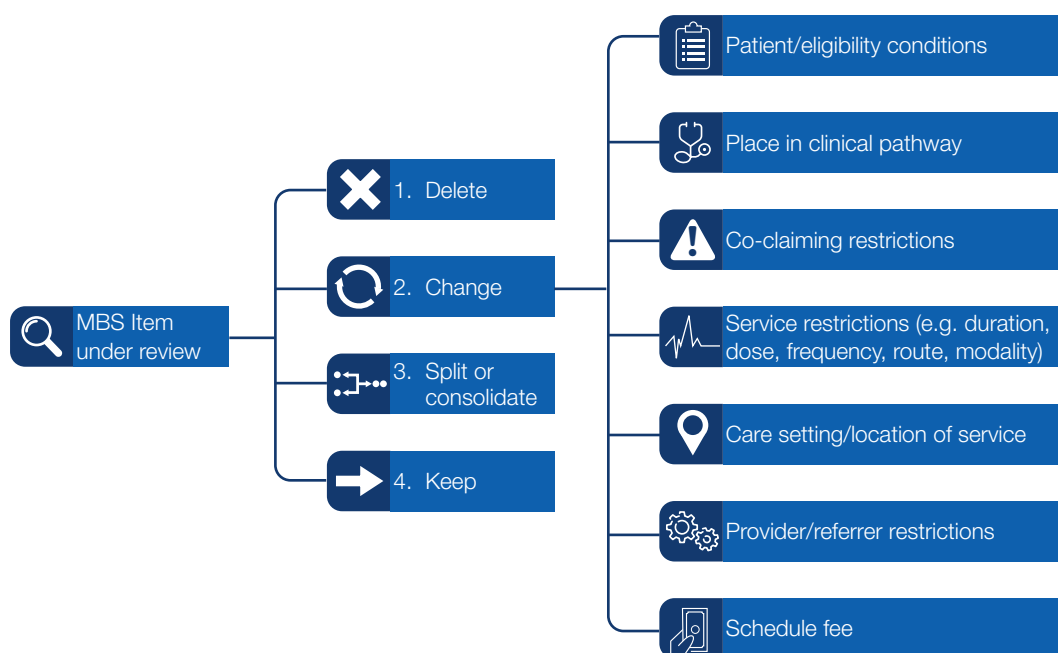 MBS Item
under review
1. Delete
2. Change
3. Split or
consolidate
4. Keep
Patient/eligibility conditions
Place in clinical pathway
Co-claiming restrictions
Service restrictions (e.g. duration,
dose, frequency, route, modality)
Care setting/location of service
Provider/referrer restrictions
Schedule fee